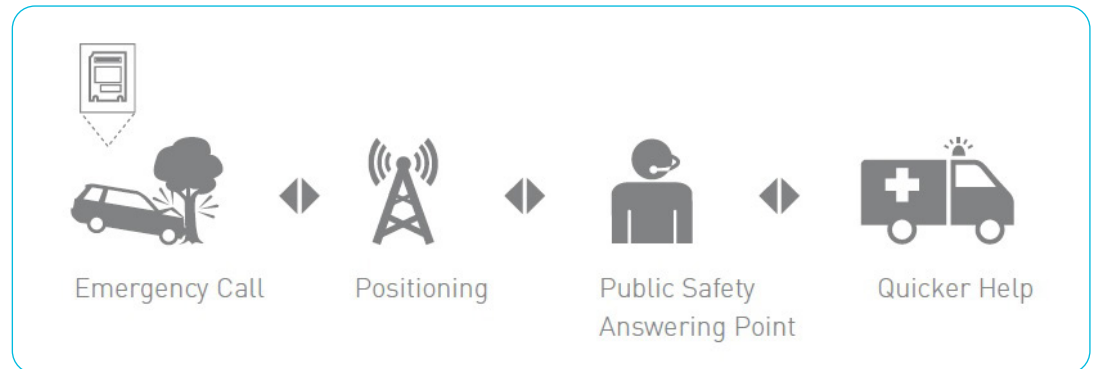 Emergency Call
Positioning
Public Safety
Answering Point
Quicker Help